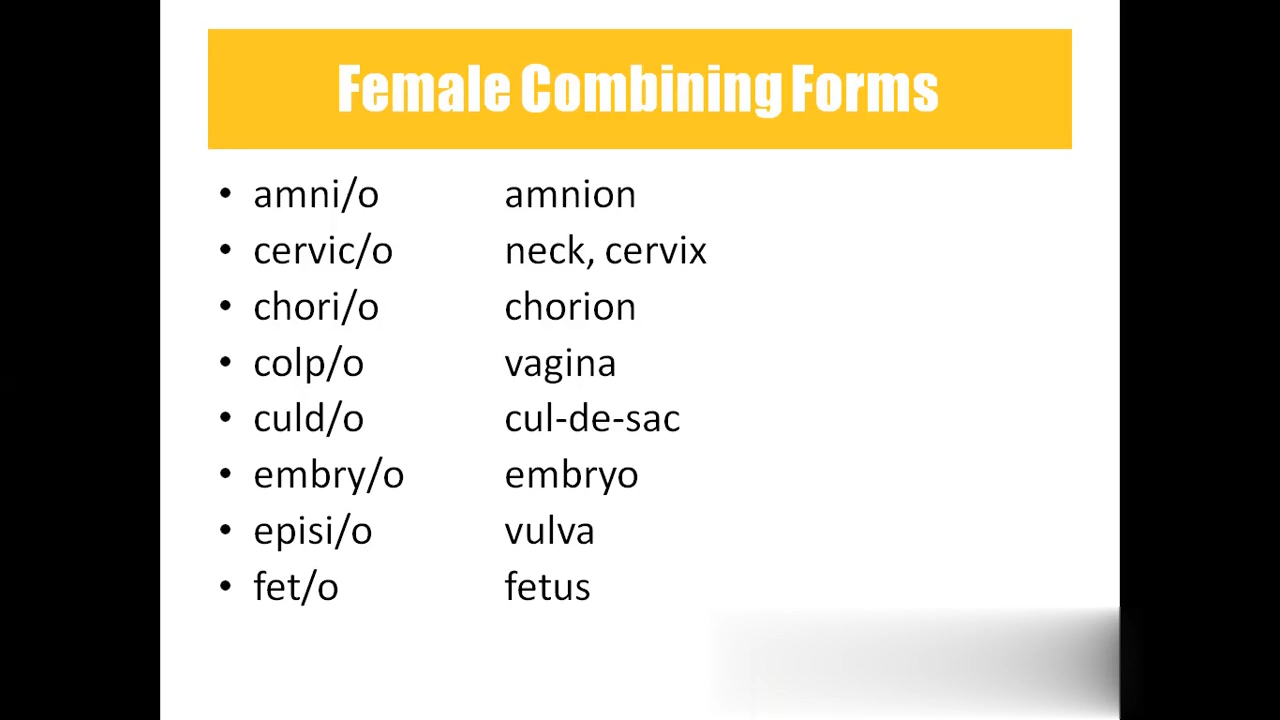 Female Combining Forms
• amni/o amnion
• cervic/o neck, cervix
• chori/o chorion
• colp/o vagina
• culd/o cul-de-sac
• embry/o embryo
• episi/o vulva
• fet/o fetus